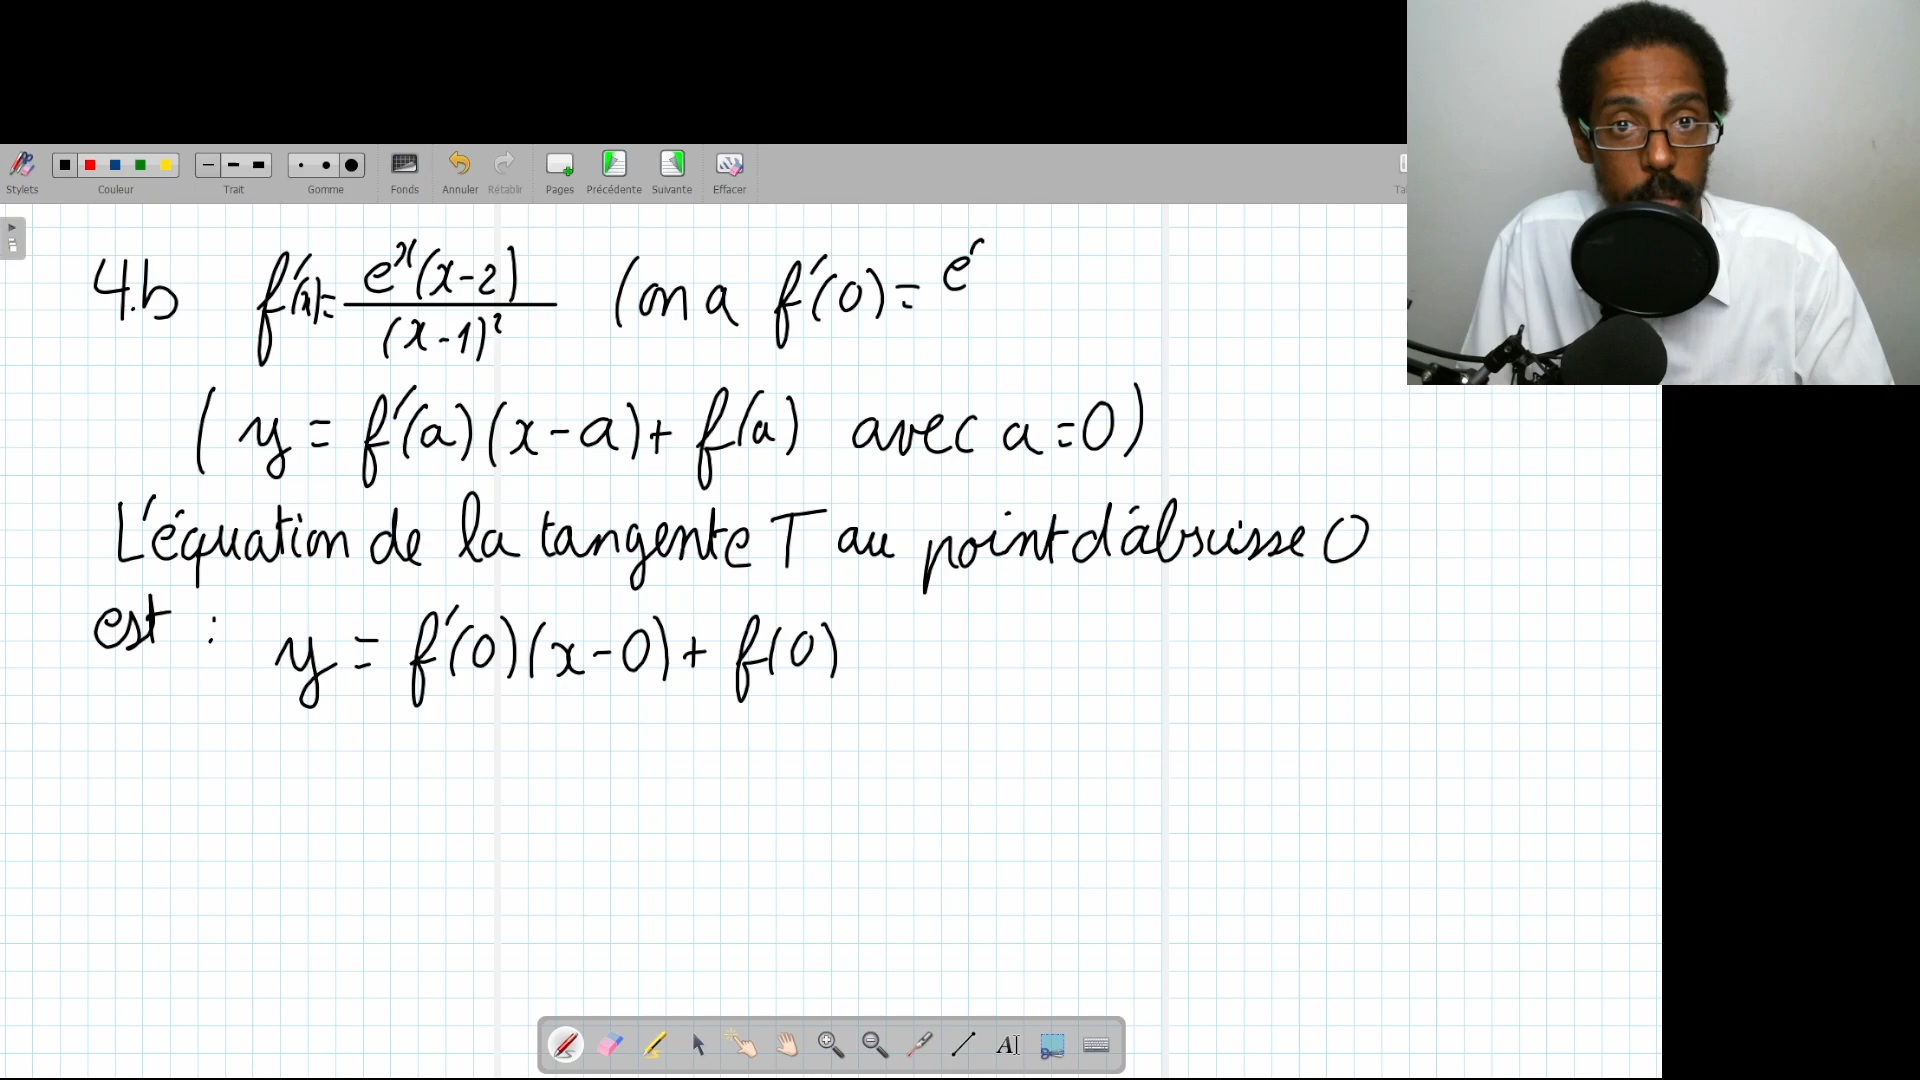 Stylets Couleur Trait Gomme Fonds Annuler Rétablir Pages Précédente Suivante Effacer
4.b f'(x)= e^x(x-2)/(x-1)² (on a f'(0)= e
( y = f'(a)(x-a)+ f(a) avec a=0)
L'équation de la tangente T au point d'abscisse 0
est : y = f'(0)(x-0)+ f(0)